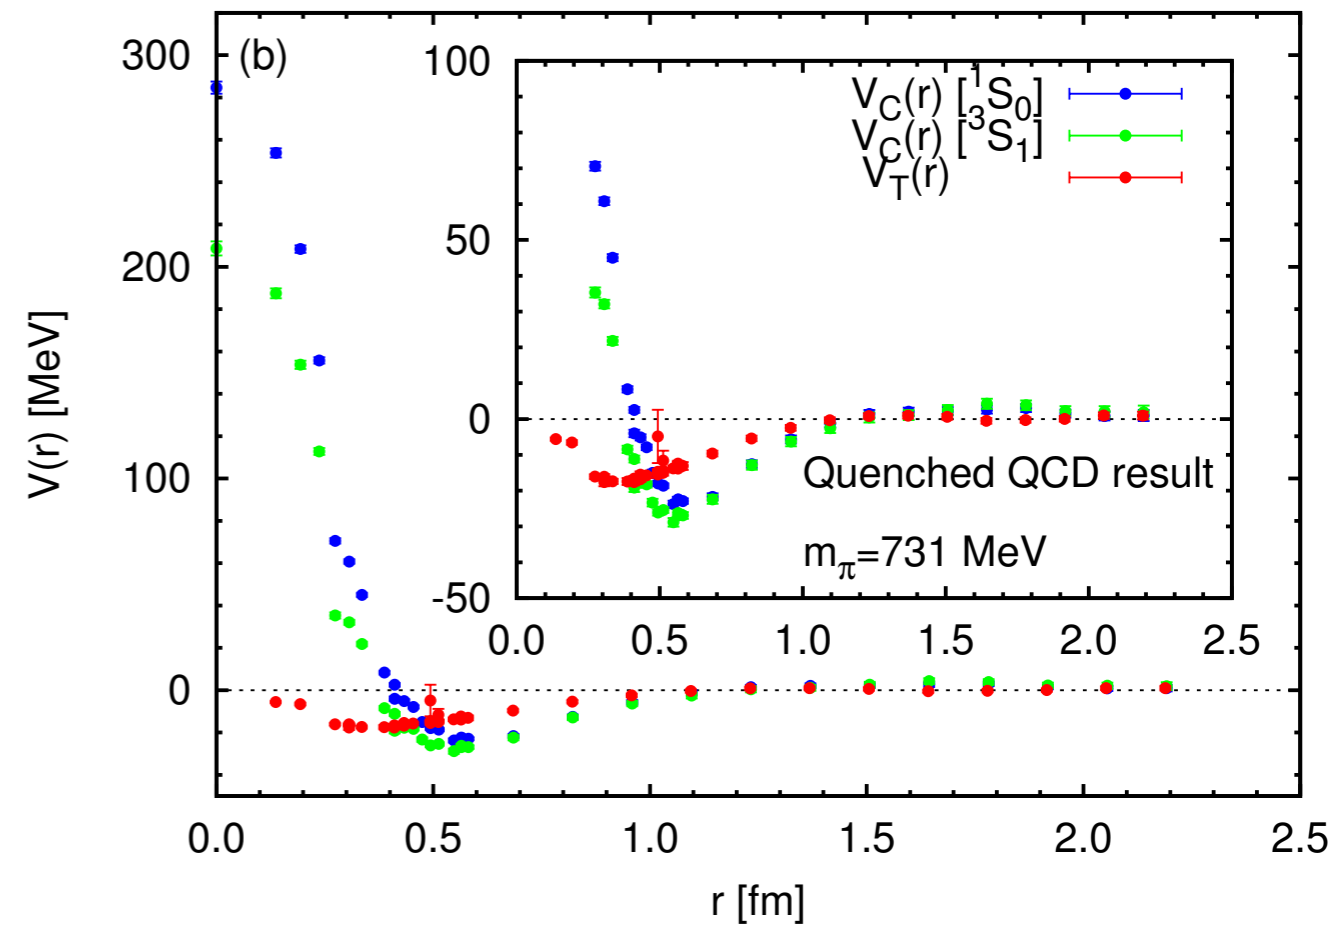 (b)
V(r) [MeV]
300
200
100
0
0.0 0.5 1.0 1.5 2.0 2.5
r [fm]
100
50
0
-50
0.0 0.5 1.0 1.5 2.0 2.5
V_C(r) [^1S_0]
V_C(r) [^3S_1]
V_T(r)
Quenched QCD result
m_π=731 MeV